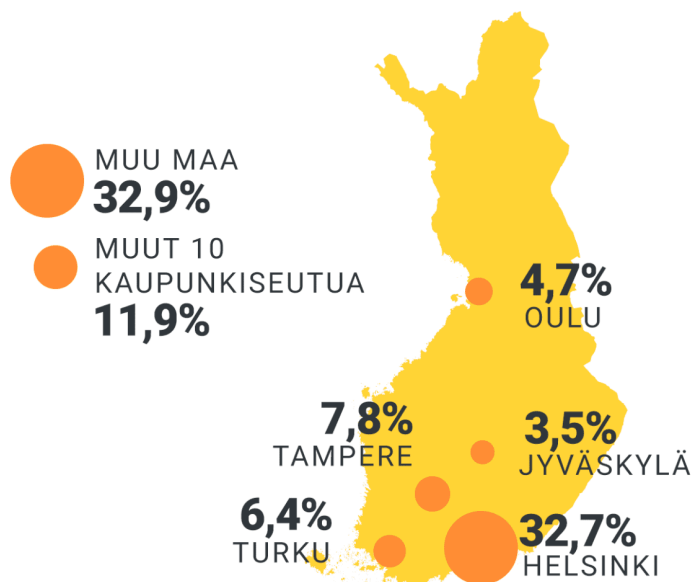 MUU MAA
32,9%
MUUT 10
KAUPUNKISEUTUA
11,9%
4,7%
OULU
7,8%
TAMPERE
3,5%
JYVÄSKYLÄ
6,4%
TURKU
32,7%
HELSINKI